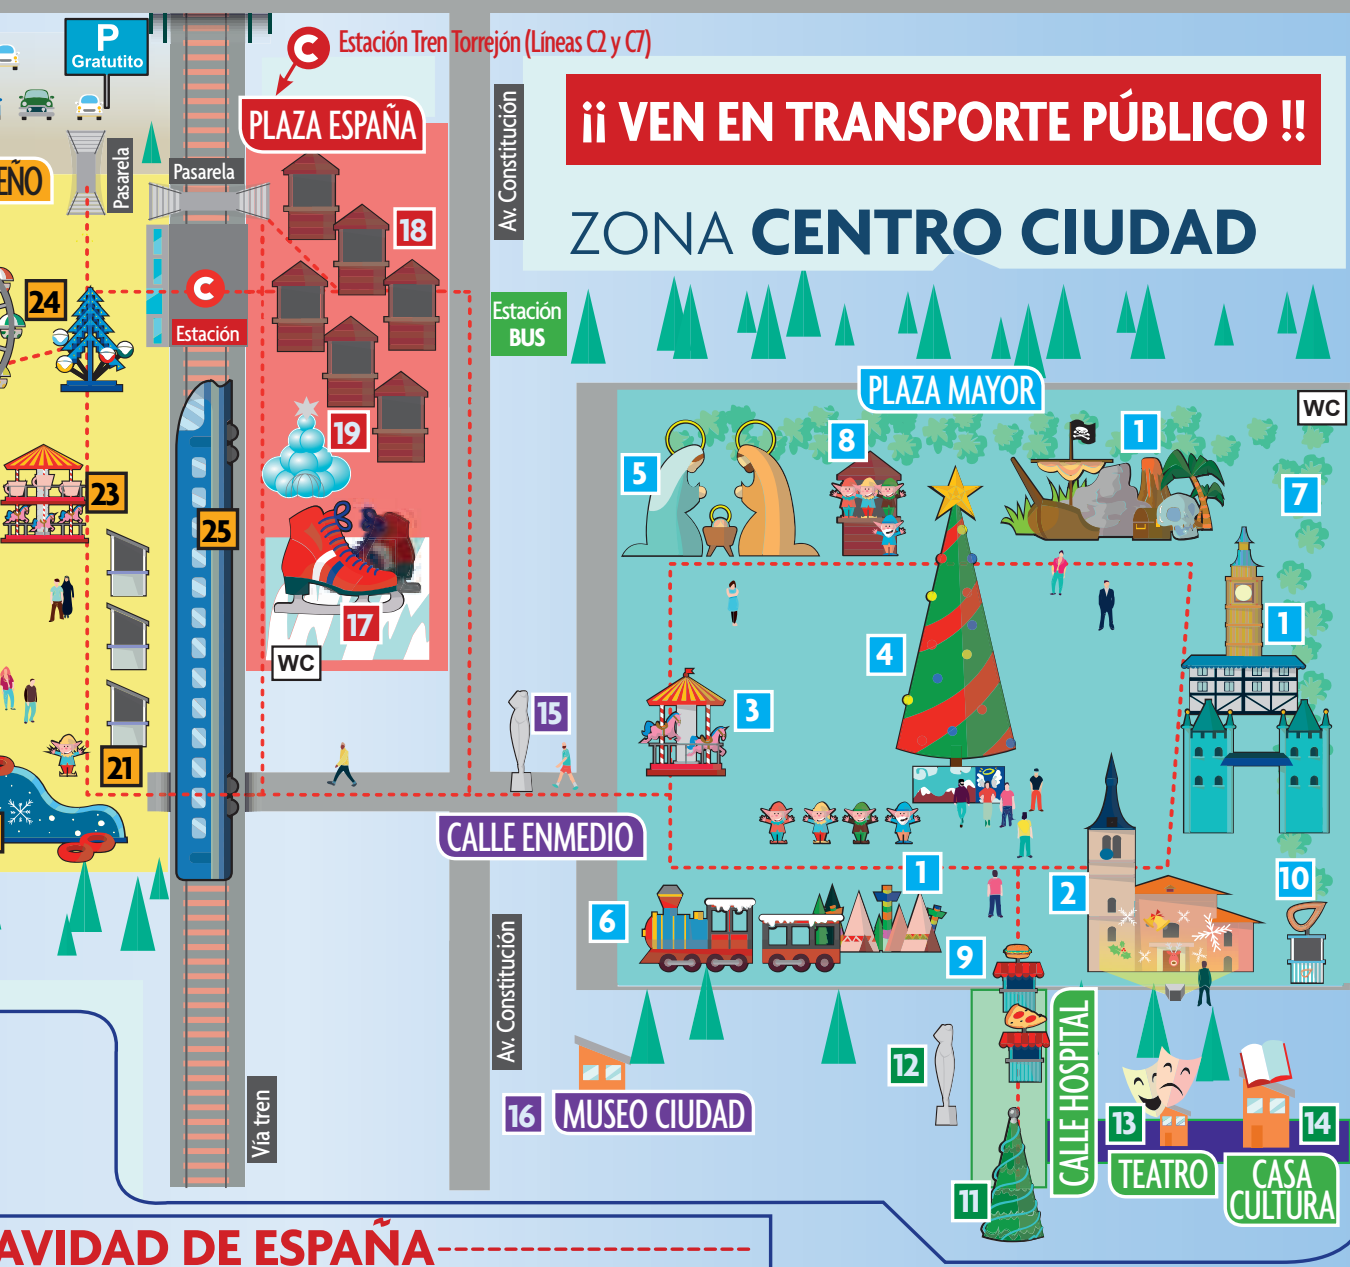 P
Gratutito
C
Estación Tren Torrejón (Líneas C2 y C7)
PLAZA ESPAÑA
Av. Constitución
¡¡ VEN EN TRANSPORTE PÚBLICO !!
ZONA CENTRO CIUDAD
Pasarela
Pasarela
EÑO
18
24
C
Estación
Estación
BUS
PLAZA MAYOR
WC
19
8
1
5
7
23
25
17
WC
4
1
3
15
21
CALLE ENMEDIO
1
2
10
6
9
Av. Constitución
Vía tren
16
MUSEO CIUDAD
12
CALLE HOSPITAL
13
14
TEATRO
CASA
CULTURA
11
AVIDAD DE ESPAÑA